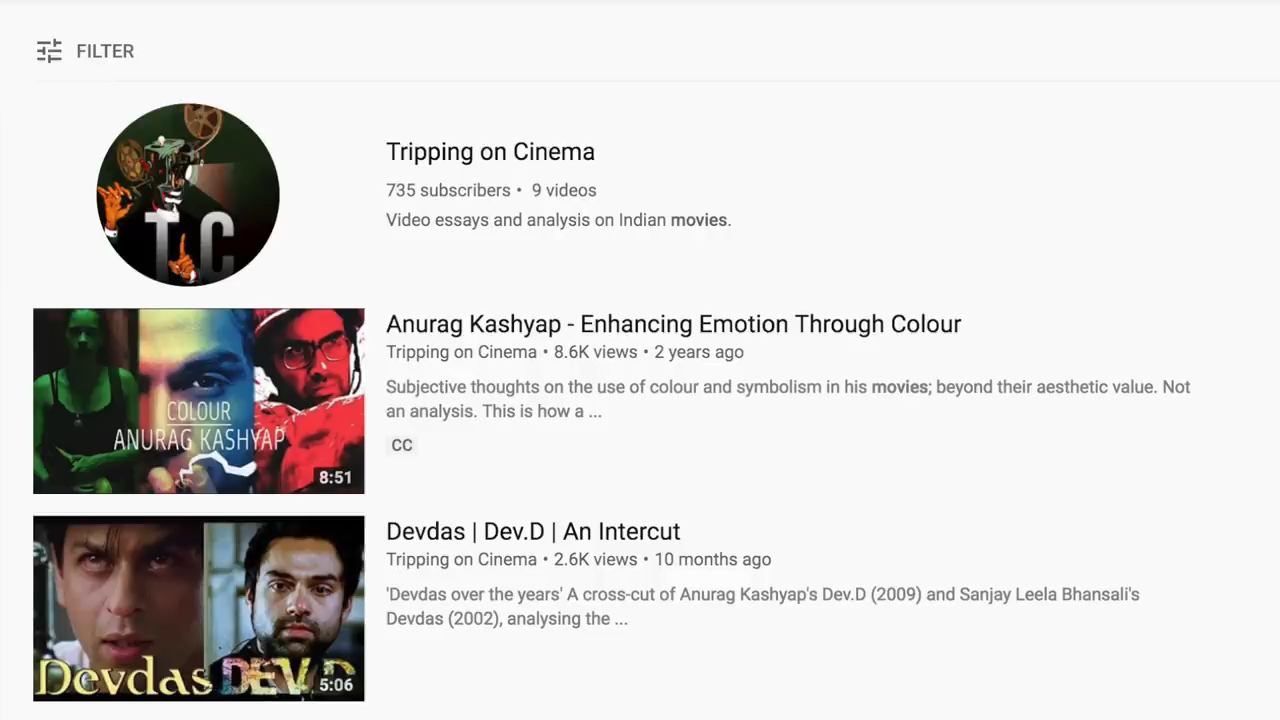 FILTER
T C
Tripping on Cinema
735 subscribers • 9 videos
Video essays and analysis on Indian movies.
COLOUR
ANURAG KASHYAP
8:51
Anurag Kashyap - Enhancing Emotion Through Colour
Tripping on Cinema • 8.6K views • 2 years ago
Subjective thoughts on the use of colour and symbolism in his movies; beyond their aesthetic value. Not
an analysis. This is how a ...
CC
Devdas DEV.D
5:06
Devdas | Dev.D | An Intercut
Tripping on Cinema • 2.6K views • 10 months ago
'Devdas over the years' A cross-cut of Anurag Kashyap's Dev.D (2009) and Sanjay Leela Bhansali's
Devdas (2002), analysing the ...